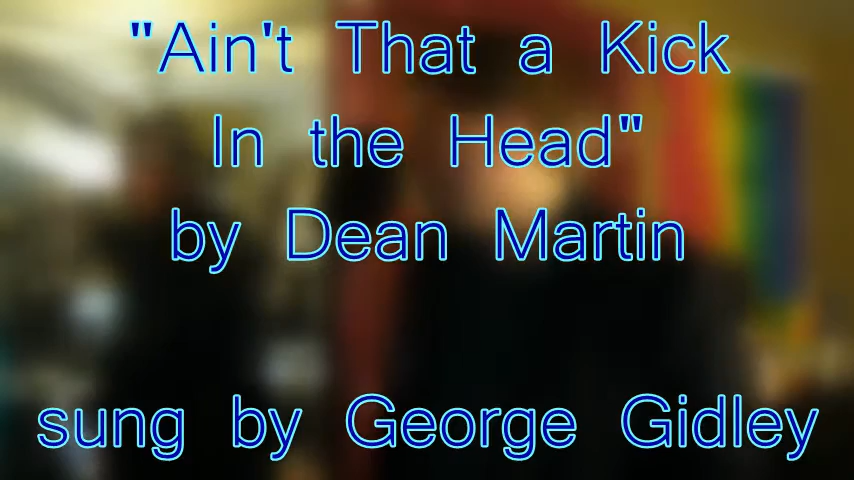 "Ain't That a Kick
In the Head"
by Dean Martin
sung by George Gidley